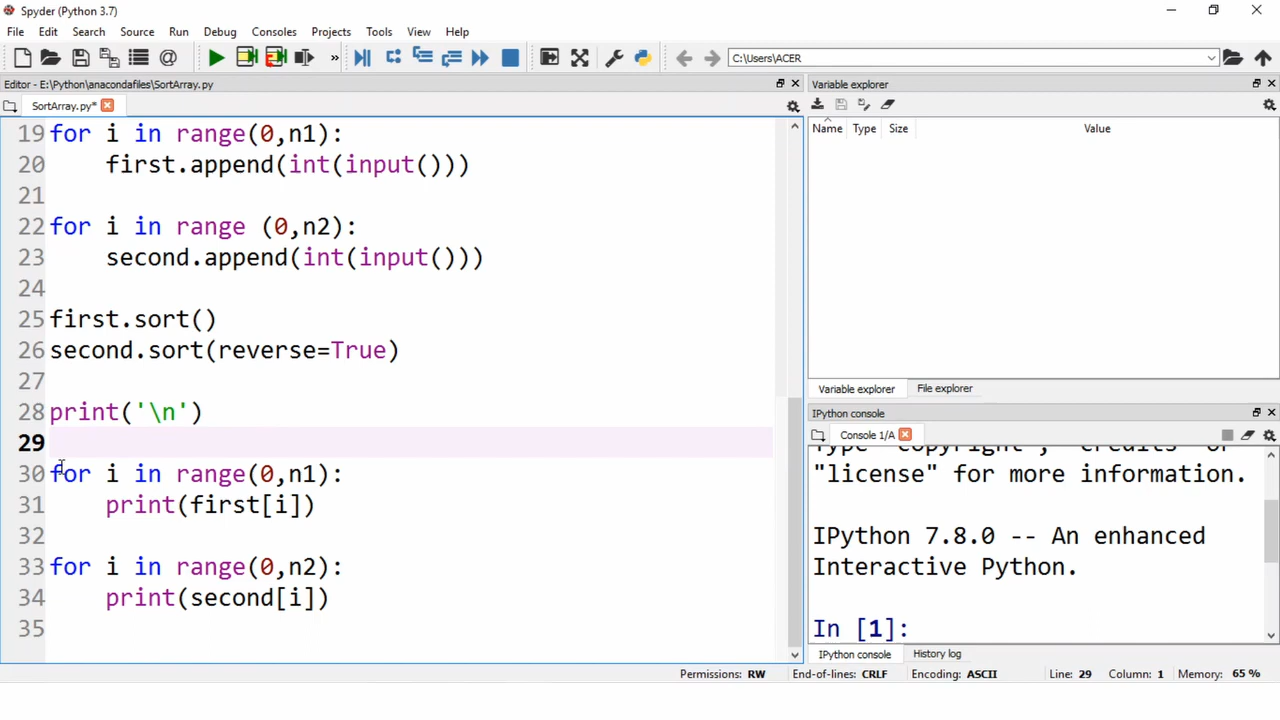 Spyder (Python 3.7)
File Edit Search Source Run Debug Consoles Projects Tools View Help
C:\Users\ACER
Editor - E:\Python\anacondafiles\SortArray.py
SortArray.py*
19 for i in range(0,n1):
20 first.append(int(input()))
21
22 for i in range (0,n2):
23 second.append(int(input()))
24
25 first.sort()
26 second.sort(reverse=True)
27
28 print('\n')
29
30 for i in range(0,n1):
31 print(first[i])
32
33 for i in range(0,n2):
34 print(second[i])
35
Variable explorer
Name Type Size Value
Variable explorer File explorer
IPython console
Console 1/A
Type "copyright", "credits" or
"license" for more information.
IPython 7.8.0 -- An enhanced
Interactive Python.
In [1]:
IPython console History log
Permissions: RW End-of-lines: CRLF Encoding: ASCII Line: 29 Column: 1 Memory: 65 %